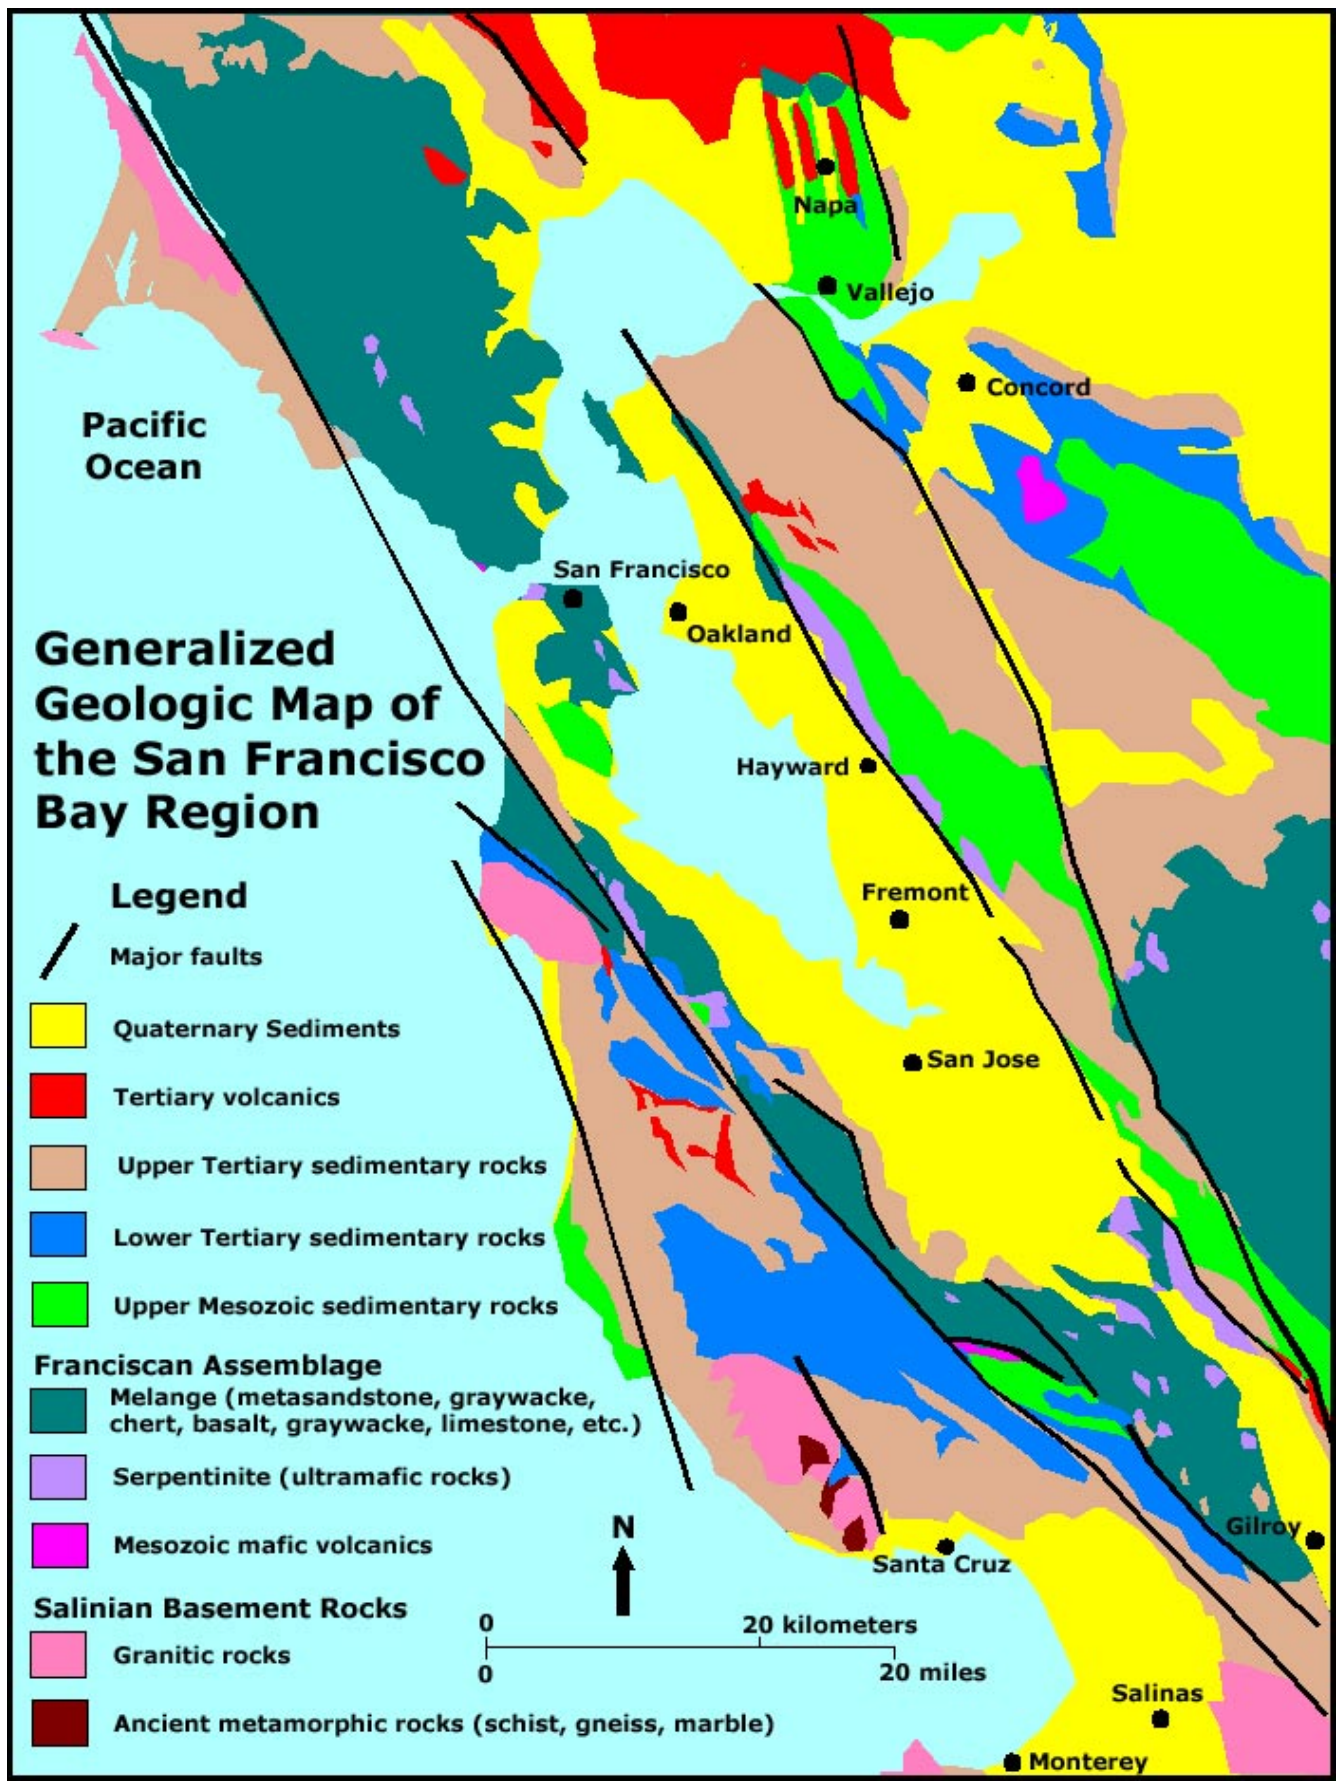 Napa
Vallejo
Concord
Pacific
Ocean
San Francisco
Oakland
Generalized
Geologic Map of
the San Francisco
Bay Region
Hayward
Fremont
San Jose
Legend
Major faults
Quaternary Sediments
Tertiary volcanics
Upper Tertiary sedimentary rocks
Lower Tertiary sedimentary rocks
Upper Mesozoic sedimentary rocks
Franciscan Assemblage
Melange (metasandstone, graywacke,
chert, basalt, graywacke, limestone, etc.)
Serpentinite (ultramafic rocks)
Mesozoic mafic volcanics
Salinian Basement Rocks
Granitic rocks
Ancient metamorphic rocks (schist, gneiss, marble)
N
0 20 kilometers
0 20 miles
Gilroy
Santa Cruz
Salinas
Monterey